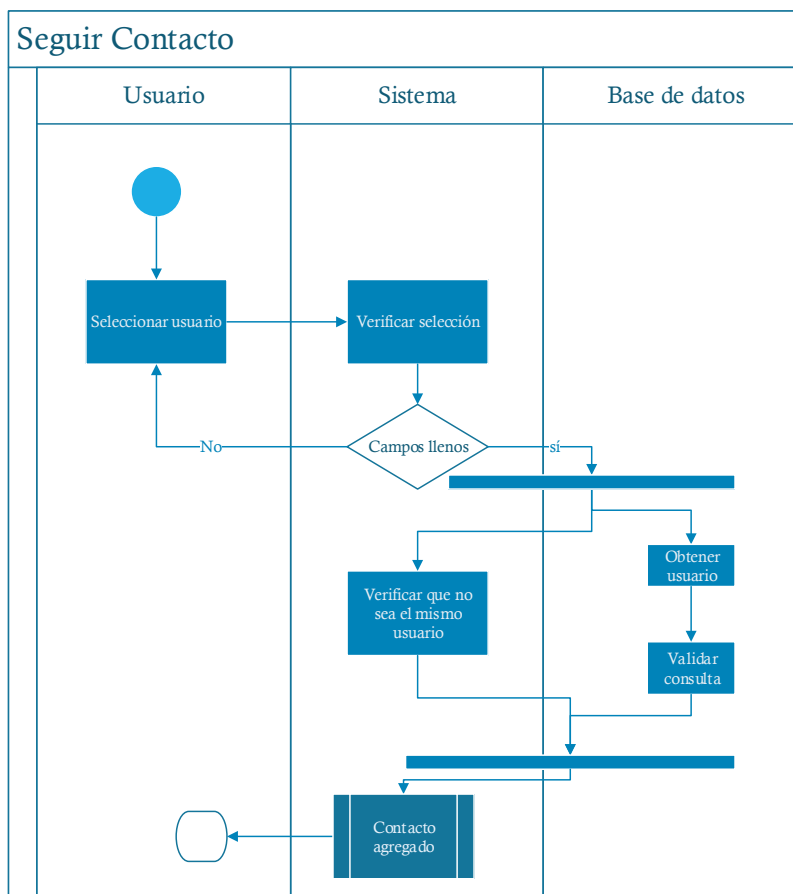 Seguir Contacto
Usuario
Sistema
Base de datos
Seleccionar usuario
Verificar selección
Campos llenos
No
sí
Obtener
usuario
Verificar que no
sea el mismo
usuario
Validar
consulta
Contacto
agregado